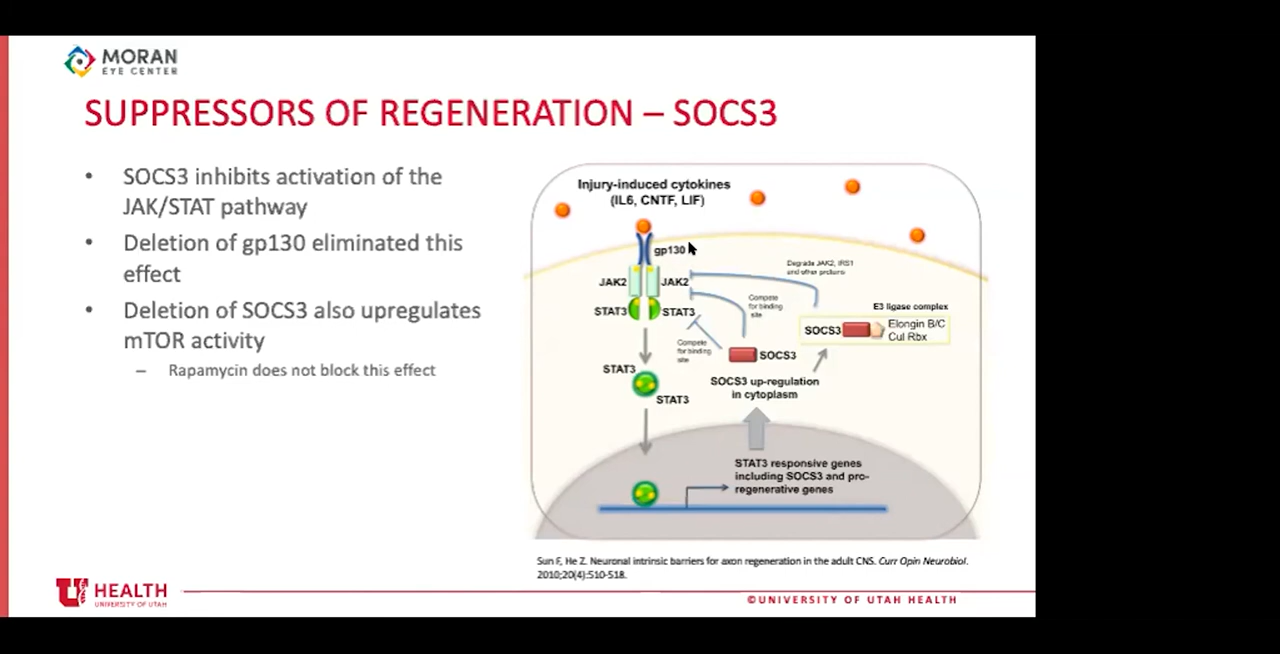 MORAN
EYE CENTER
SUPPRESSORS OF REGENERATION – SOCS3
• SOCS3 inhibits activation of the
JAK/STAT pathway
• Deletion of gp130 eliminated this
effect
• Deletion of SOCS3 also upregulates
mTOR activity
– Rapamycin does not block this effect
Injury-induced cytokines
(IL6, CNTF, LIF)
gp130
JAK2
JAK2
STAT3
STAT3
Degrade JAK2, IRS1
and other proteins
Compete
for binding
site
Compete
for binding
site
E3 ligase complex
SOCS3
Elongin B/C
Cul Rbx
SOCS3
STAT3
STAT3
SOCS3 up-regulation
in cytoplasm
STAT3 responsive genes
including SOCS3 and pro-
regenerative genes
Sun F, He Z. Neuronal intrinsic barriers for axon regeneration in the adult CNS. Curr Opin Neurobiol.
2010;20(4):510-518.
U HEALTH
UNIVERSITY OF UTAH
©UNIVERSITY OF UTAH HEALTH